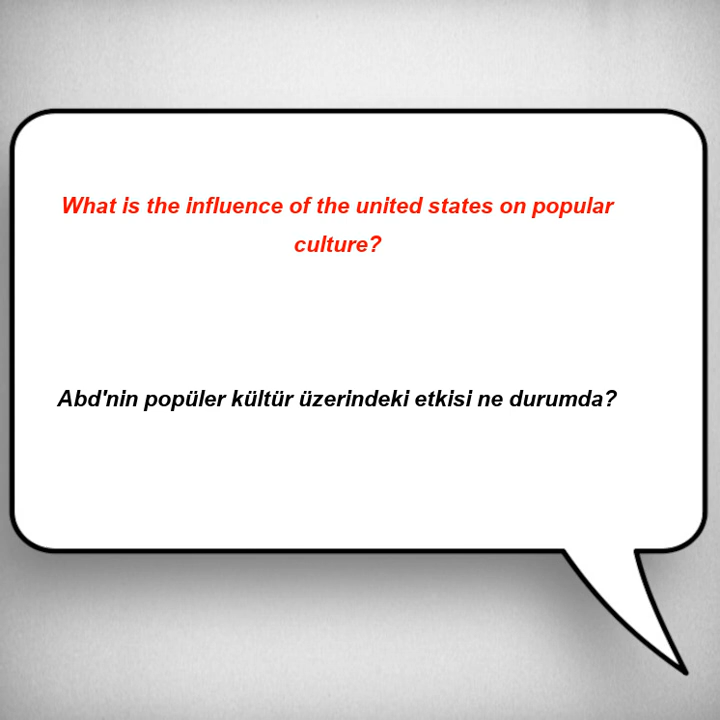 What is the influence of the united states on popular
culture?
Abd'nin popüler kültür üzerindeki etkisi ne durumda?